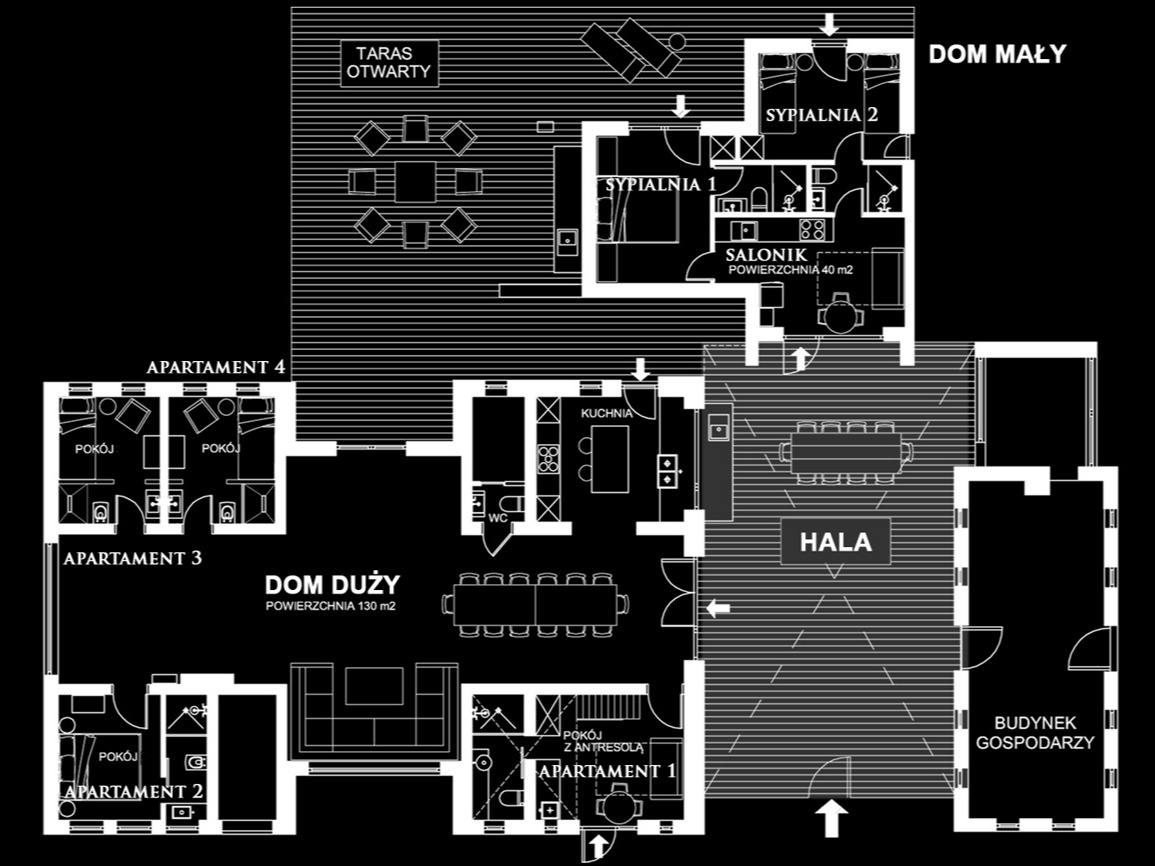 TARAS
OTWARTY
DOM MAŁY
SYPIALNIA 2
SYPIALNIA 1
SALONIK
POWIERZCHNIA 40 m2
APARTAMENT 4
KUCHNIA
POKÓJ
POKÓJ
WC
HALA
APARTAMENT 3
DOM DUŻY
POWIERZCHNIA 130 m2
BUDYNEK
GOSPODARZY
POKÓJ
Z ANTRESOLĄ
POKÓJ
APARTAMENT 1
APARTAMENT 2